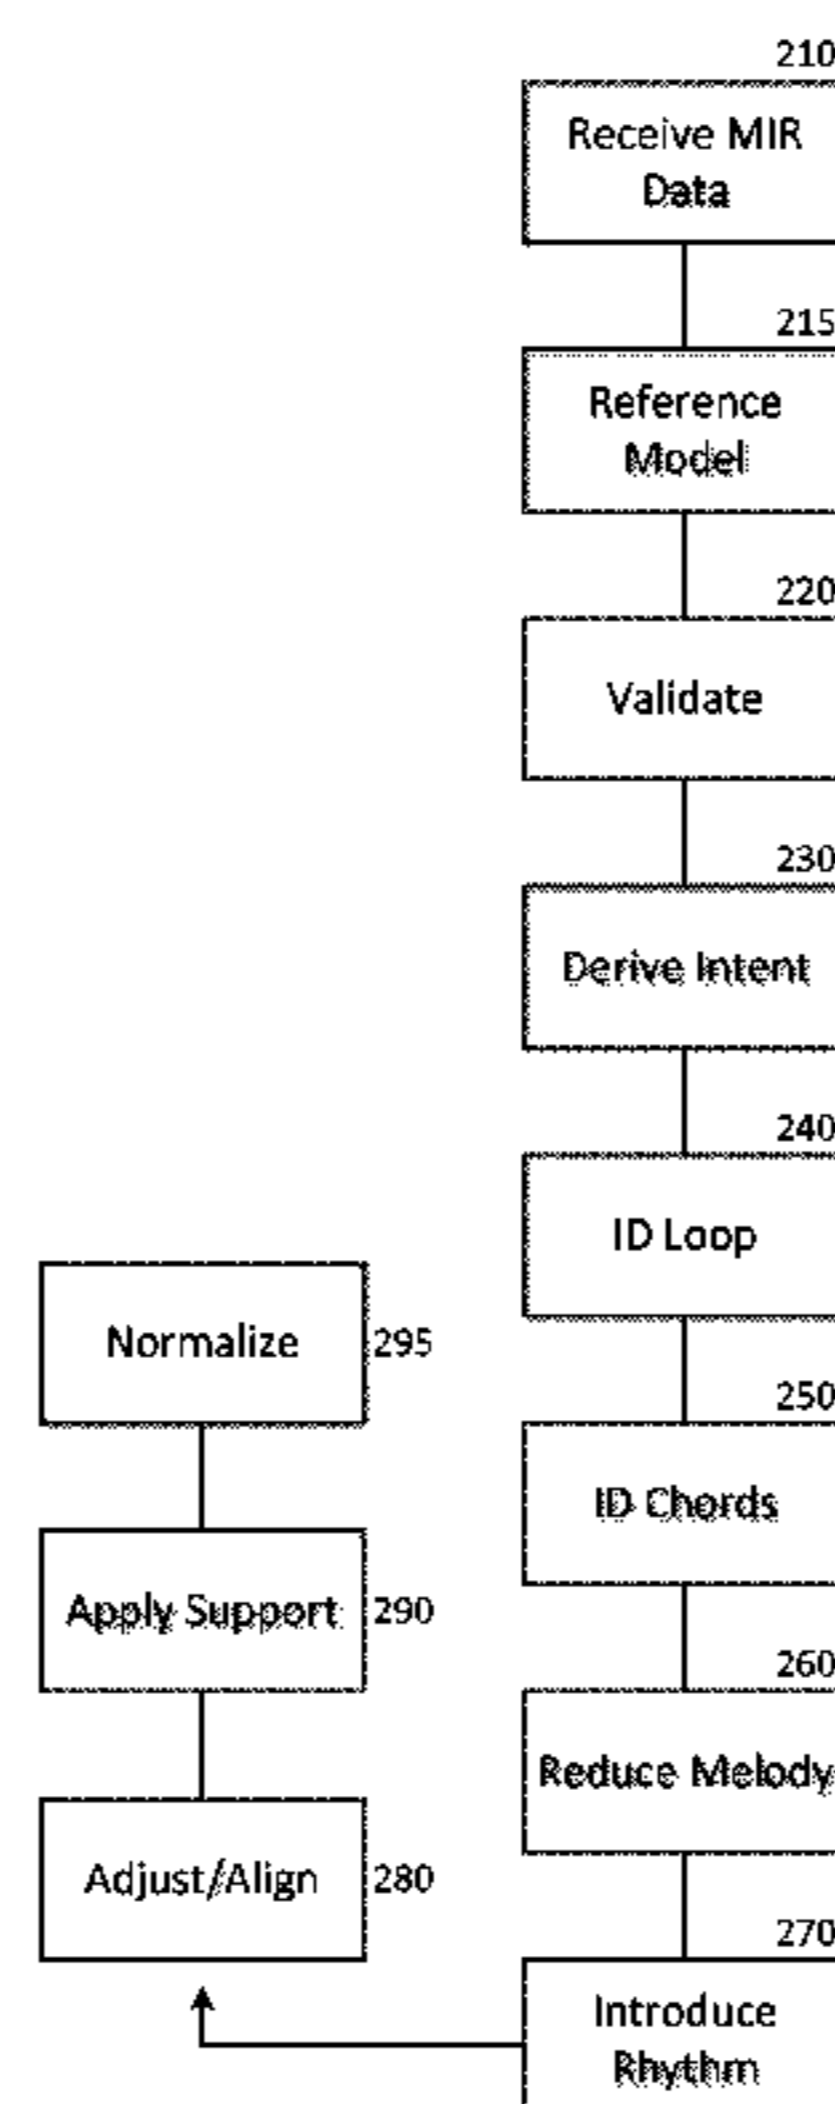 210
Receive MIR
Data
215
Reference
Model
220
Validate
230
Derive Intent
240
ID Loop
250
ID Chords
260
Reduce Melody
270
Introduce
Rhythm
Adjust/Align 280
Apply Support 290
Normalize 295